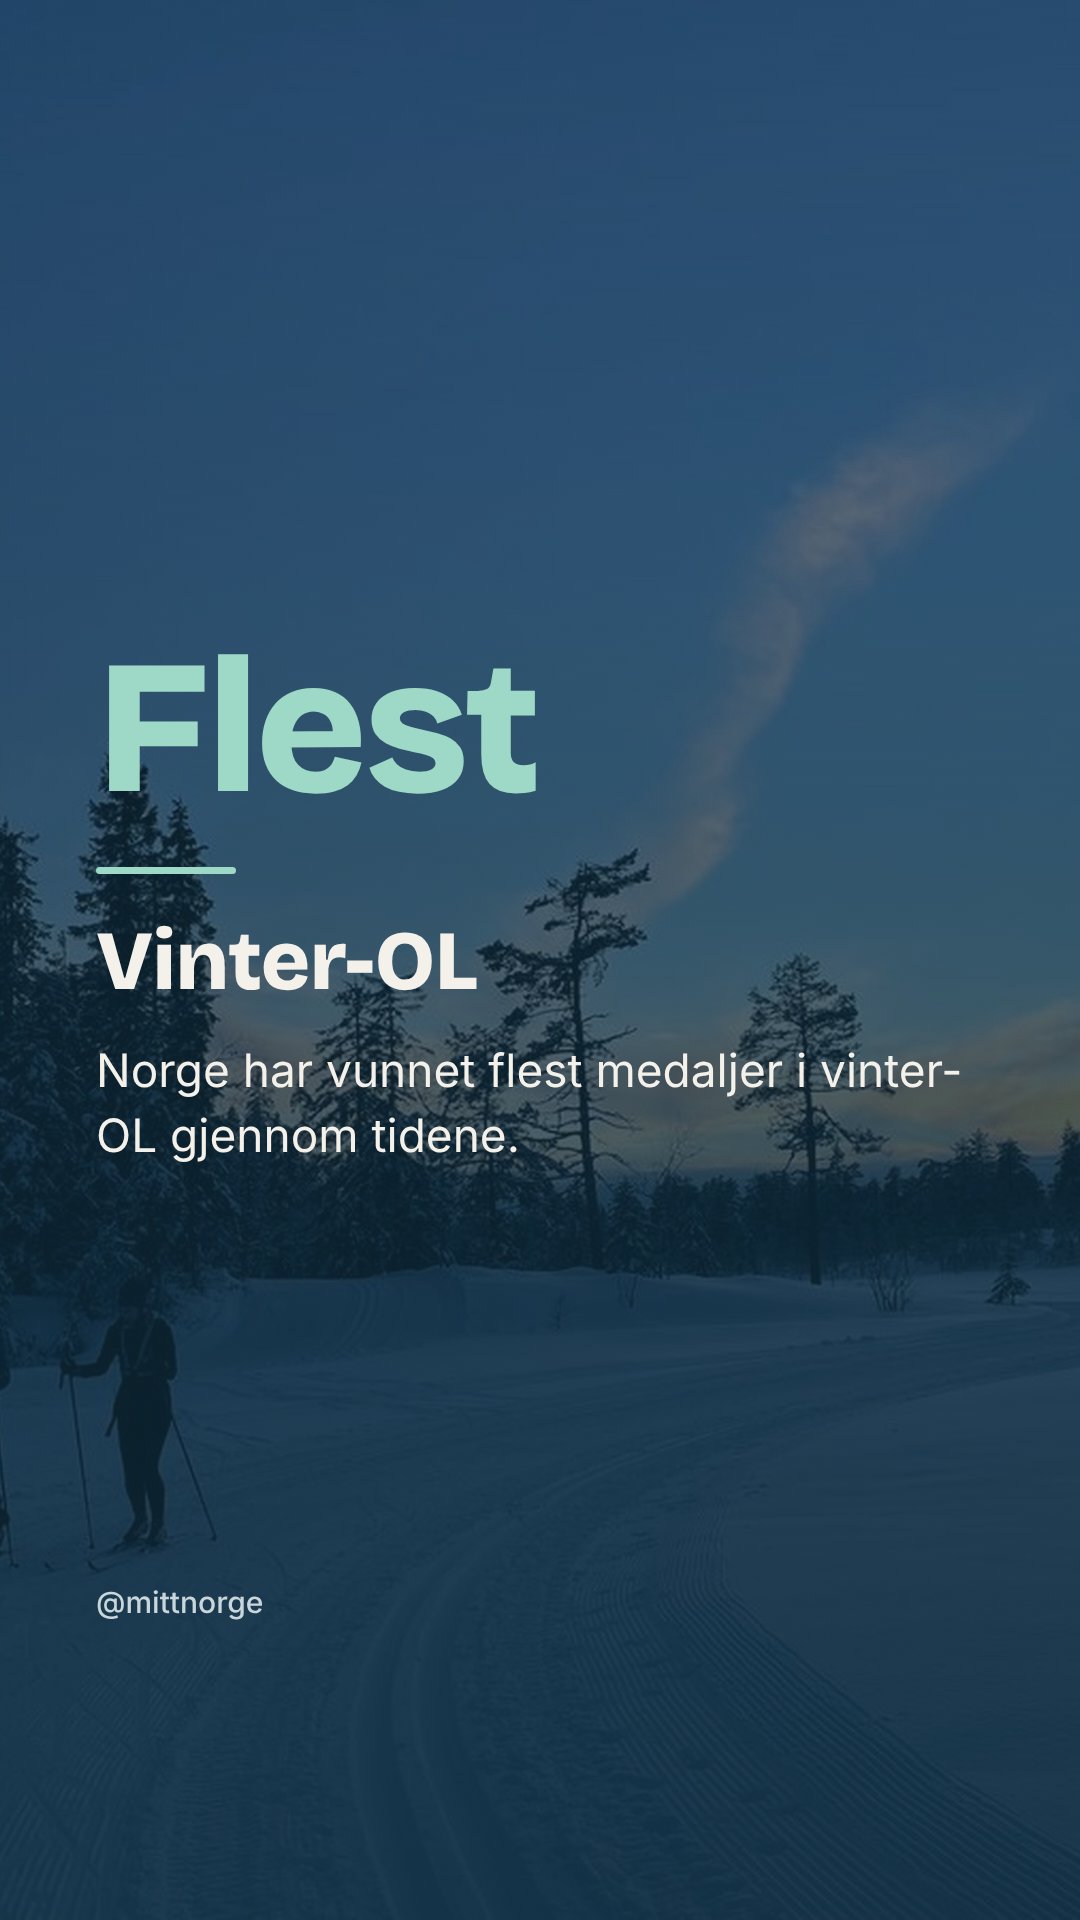 Flest
Vinter-OL
Norge har vunnet flest medaljer i vinter-
OL gjennom tidene.
@mittnorge